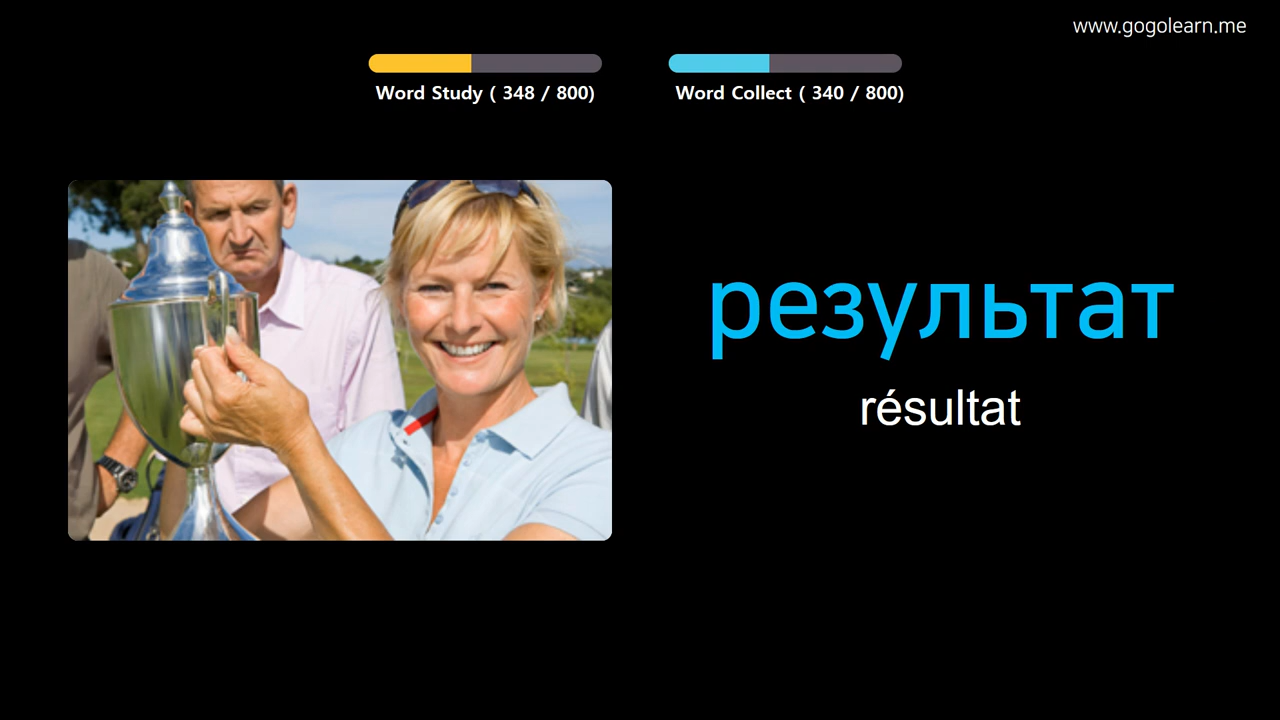 www.gogolearn.me
Word Study ( 348 / 800)
Word Collect ( 340 / 800)
результат
résultat